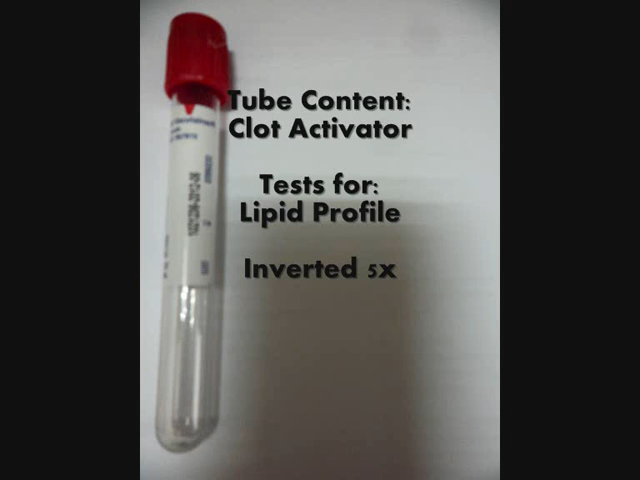 Tube Content:
Clot Activator
Tests for:
Lipid Profile
Inverted 5x